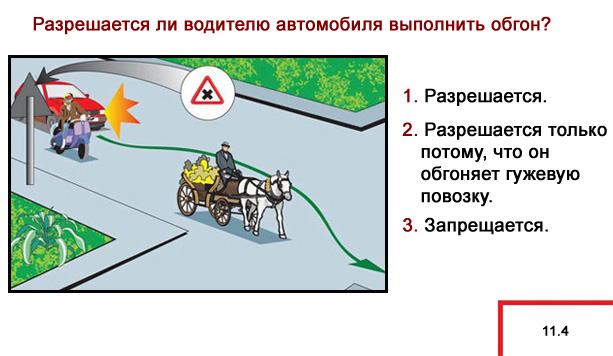 Разрешается ли водителю автомобиля выполнить обгон?
1. Разрешается.
2. Разрешается только
потому, что он
обгоняет гужевую
повозку.
3. Запрещается.
11.4